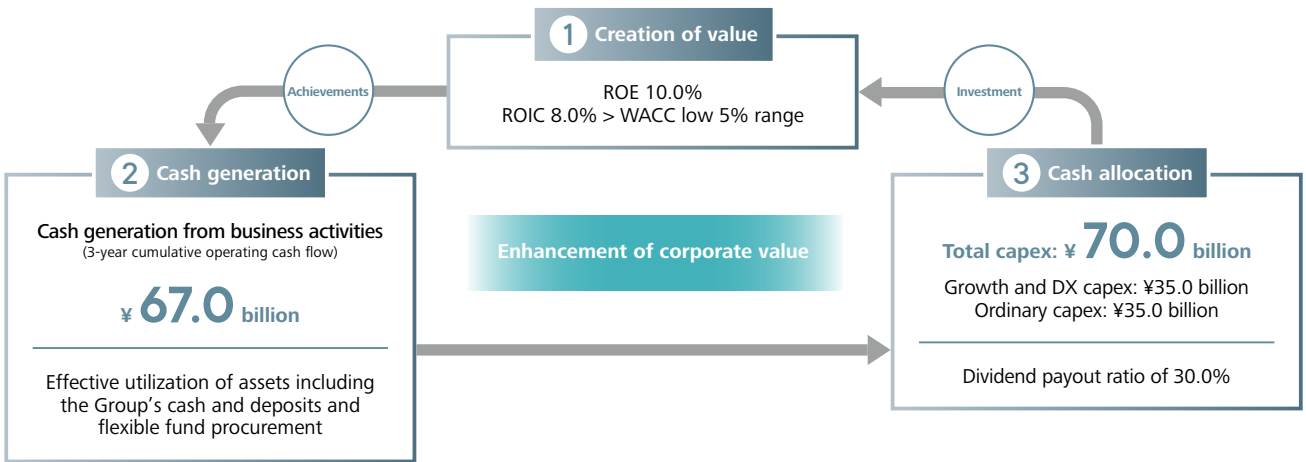 1 Creation of value
ROE 10.0%
ROIC 8.0% > WACC low 5% range
Achievements
Investment
2 Cash generation
Cash generation from business activities
(3-year cumulative operating cash flow)
¥ 67.0 billion
Effective utilization of assets including
the Group’s cash and deposits and
flexible fund procurement
Enhancement of corporate value
3 Cash allocation
Total capex: ¥ 70.0 billion
Growth and DX capex: ¥35.0 billion
Ordinary capex: ¥35.0 billion
Dividend payout ratio of 30.0%